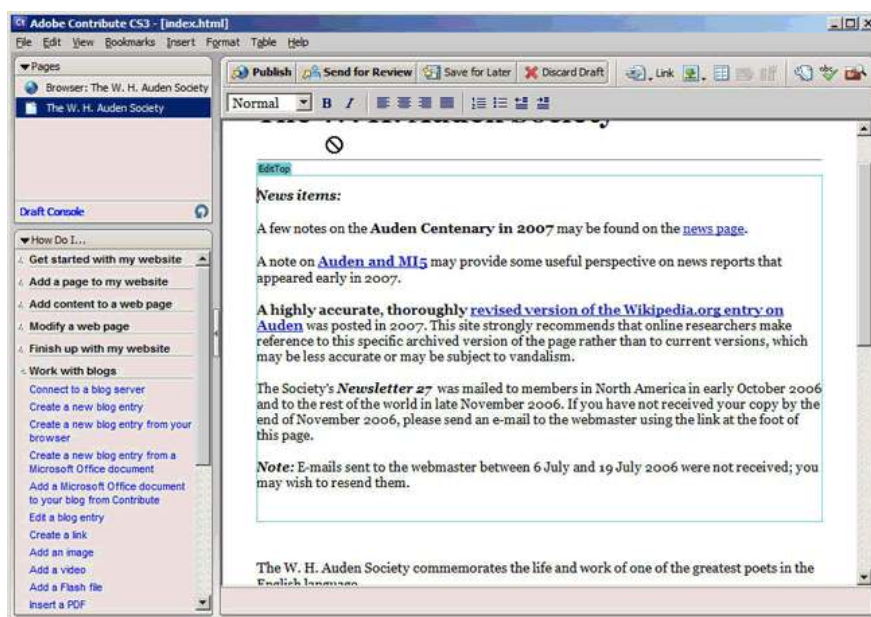 Adobe Contribute CS3 - [index.html]
File Edit View Bookmarks Insert Format Table Help
Pages
Browser: The W. H. Auden Society
The W. H. Auden Society
Draft Console
How Do I...
Get started with my website
Add a page to my website
Add content to a web page
Modify a web page
Finish up with my website
Work with blogs
Connect to a blog server
Create a new blog entry
Create a new blog entry from your
browser
Create a new blog entry from a
Microsoft Office document
Add a Microsoft Office document
to your blog from Contribute
Edit a blog entry
Create a link
Add an image
Add a video
Add a Flash file
Insert a PDF
Publish Send for Review Save for Later Discard Draft Link
Normal B I
The W. H. Auden Society
EditTop
News items:
A few notes on the Auden Centenary in 2007 may be found on the news page.
A note on Auden and MI5 may provide some useful perspective on news reports that
appeared early in 2007.
A highly accurate, thoroughly revised version of the Wikipedia.org entry on
Auden was posted in 2007. This site strongly recommends that online researchers make
reference to this specific archived version of the page rather than to current versions, which
may be less accurate or may be subject to vandalism.
The Society's Newsletter 27 was mailed to members in North America in early October 2006
and to the rest of the world in late November 2006. If you have not received your copy by the
end of November 2006, please send an e-mail to the webmaster using the link at the foot of
this page.
Note: E-mails sent to the webmaster between 6 July and 19 July 2006 were not received; you
may wish to resend them.
The W. H. Auden Society commemorates the life and work of one of the greatest poets in the
English language